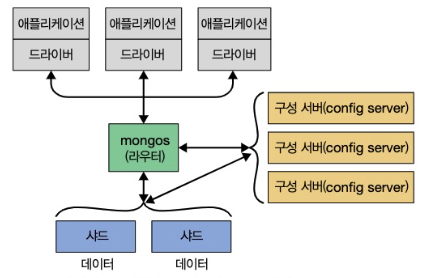 애플리케이션 애플리케이션 애플리케이션
드라이버 드라이버 드라이버
mongos
(라우터)
구성 서버(config server)
구성 서버(config server)
구성 서버(config server)
샤드 샤드
데이터 데이터